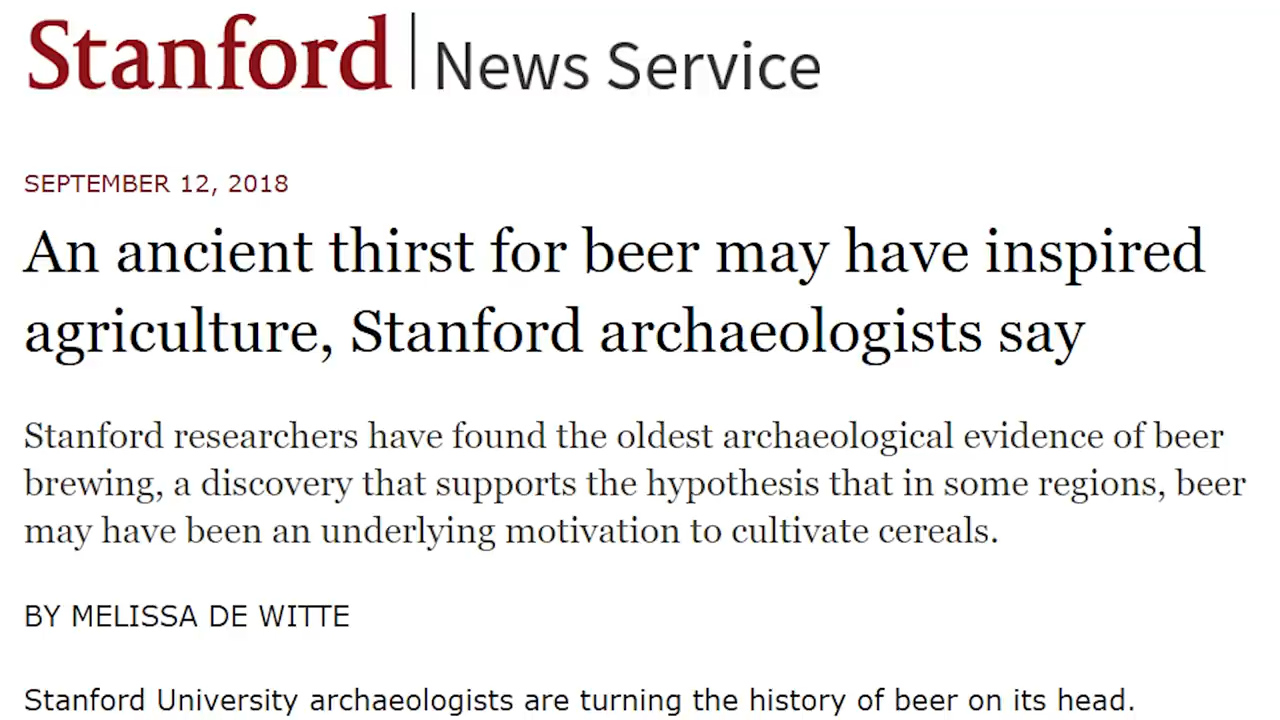 Stanford | News Service
SEPTEMBER 12, 2018
An ancient thirst for beer may have inspired
agriculture, Stanford archaeologists say
Stanford researchers have found the oldest archaeological evidence of beer
brewing, a discovery that supports the hypothesis that in some regions, beer
may have been an underlying motivation to cultivate cereals.
BY MELISSA DE WITTE
Stanford University archaeologists are turning the history of beer on its head.